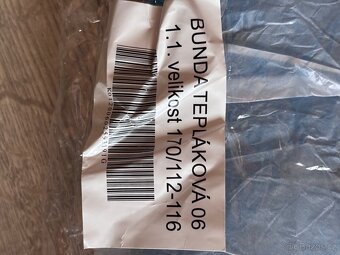 BUNDA TEPLÁKOVÁ 06
1.1. velikost 170/112-116